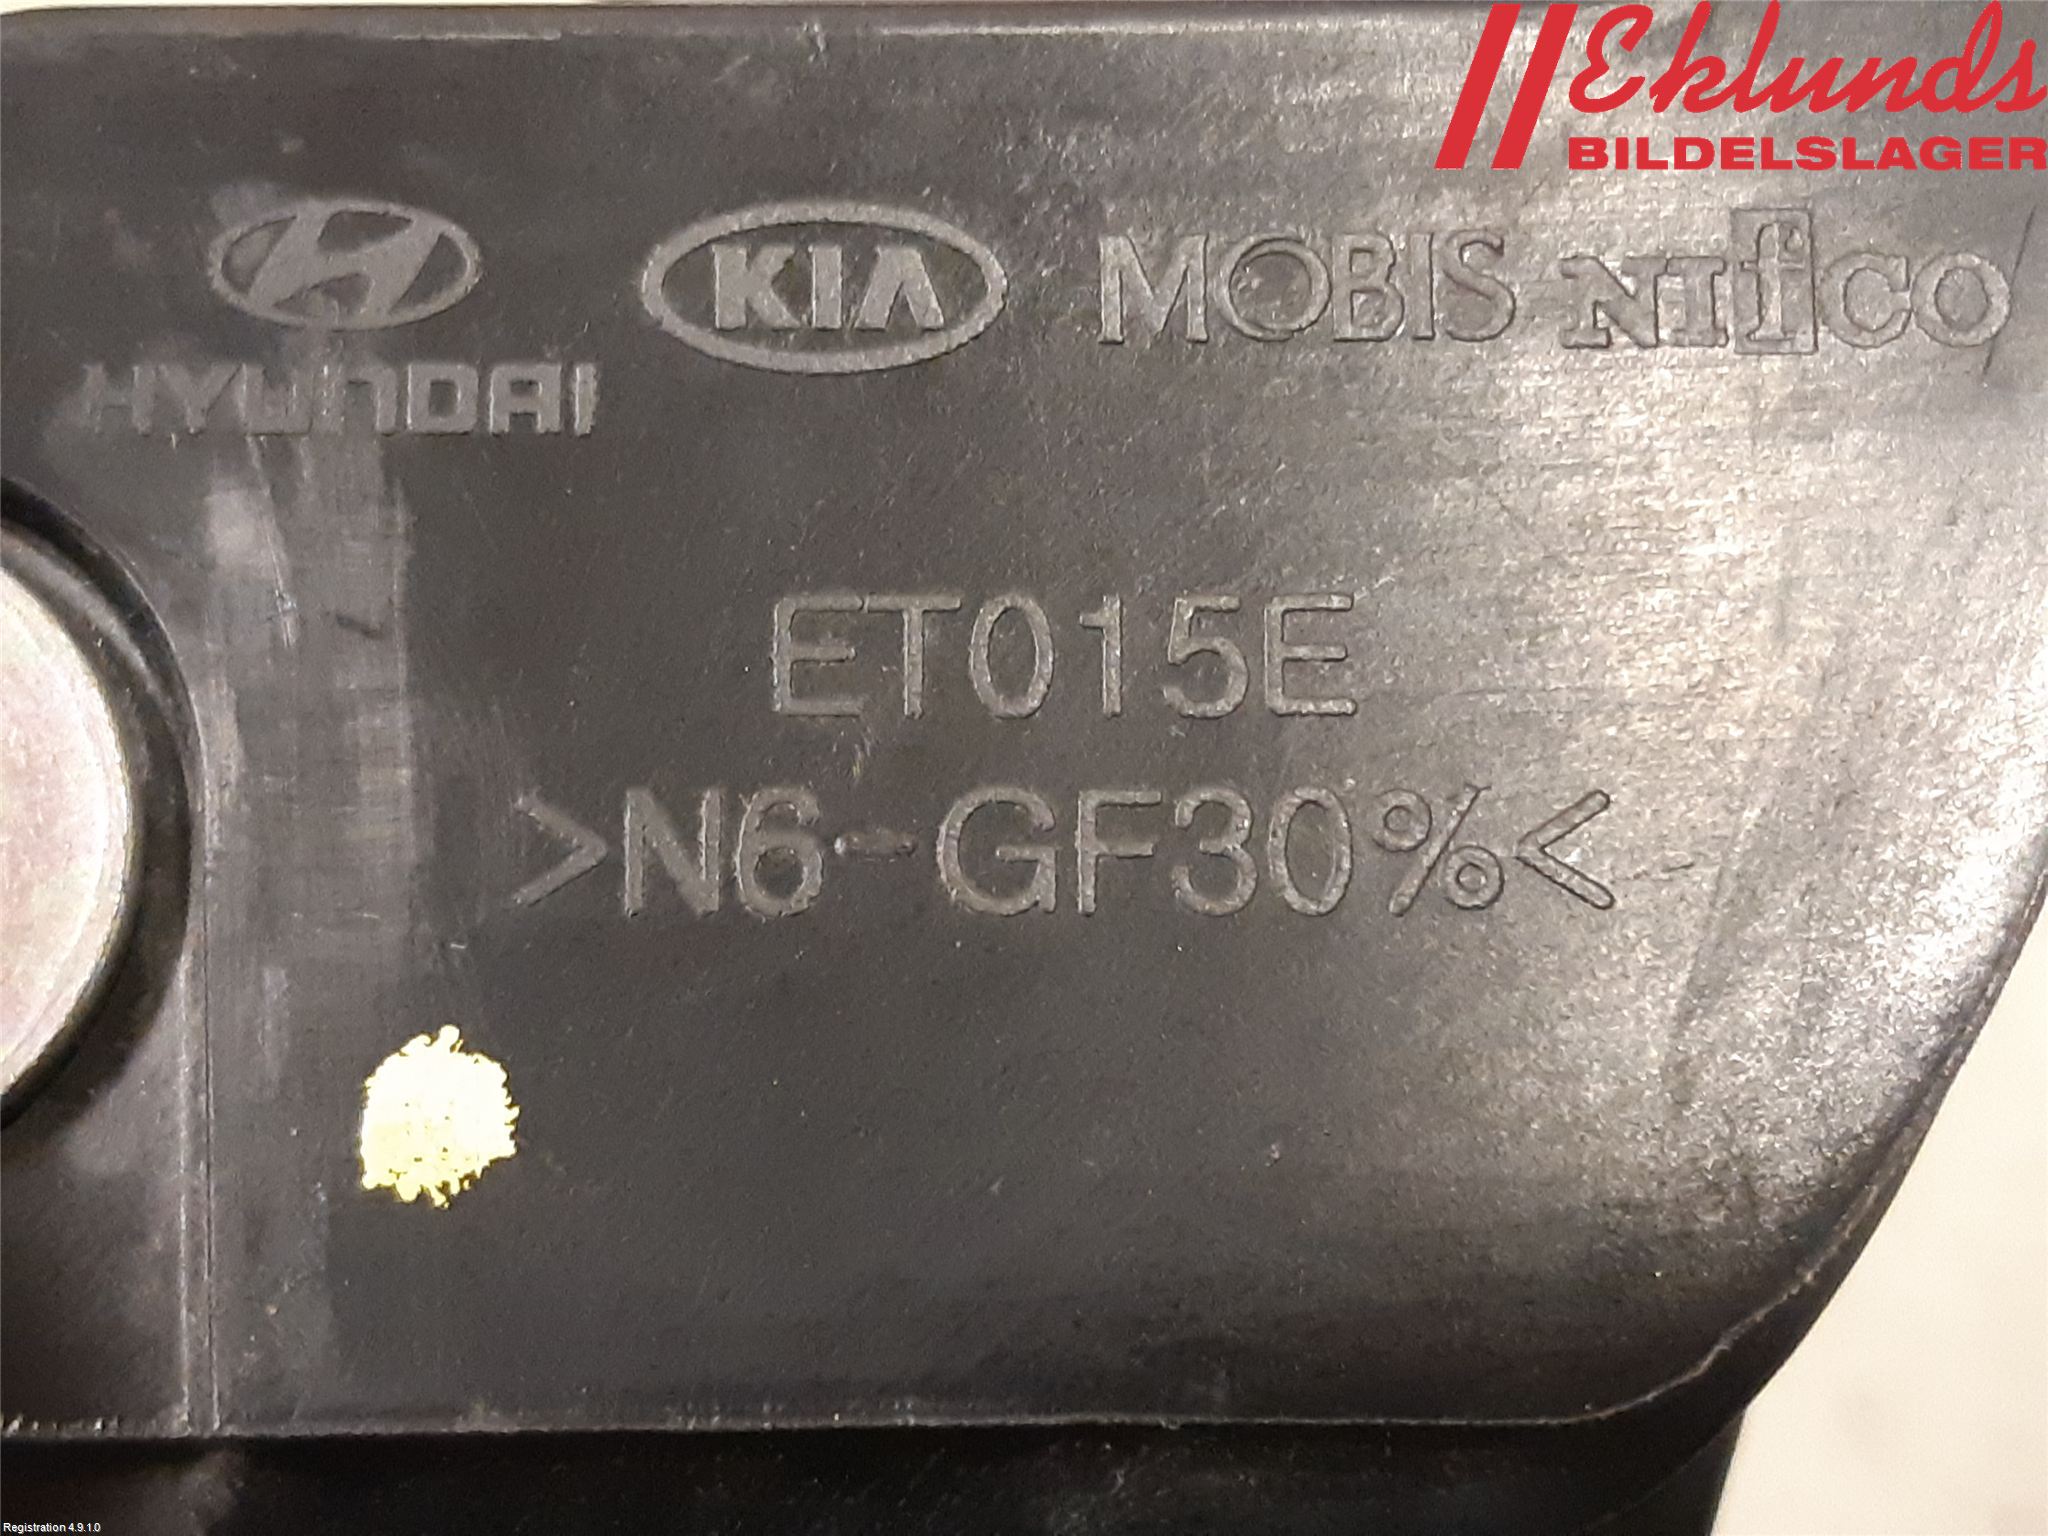 Eklunds
BILDELSLAGER
HYUNDAI KIA MOBIS NIFCO
ET015E
>N6-GF30%<
Registration 4.9.1.0